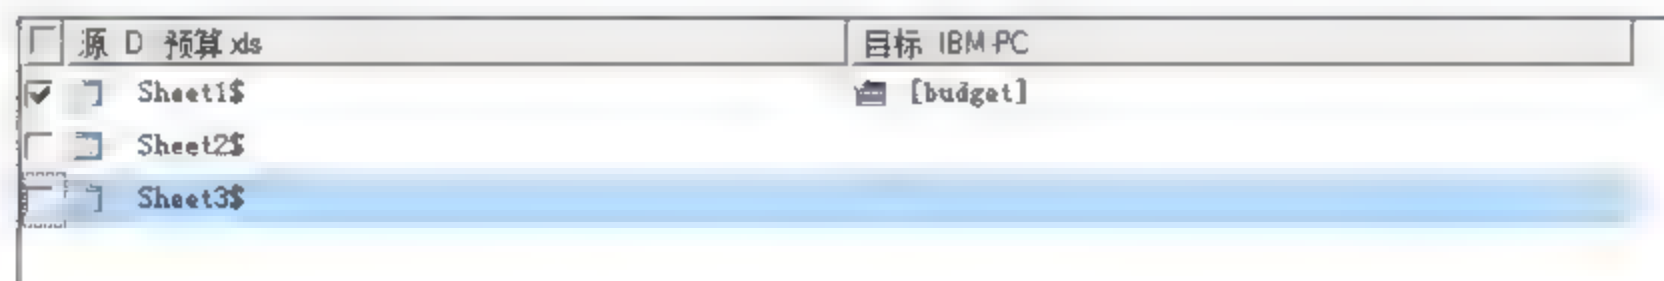 源 D 预算 xls 目标 IBM-PC
Sheet1$ [budget]
Sheet2$
Sheet3$